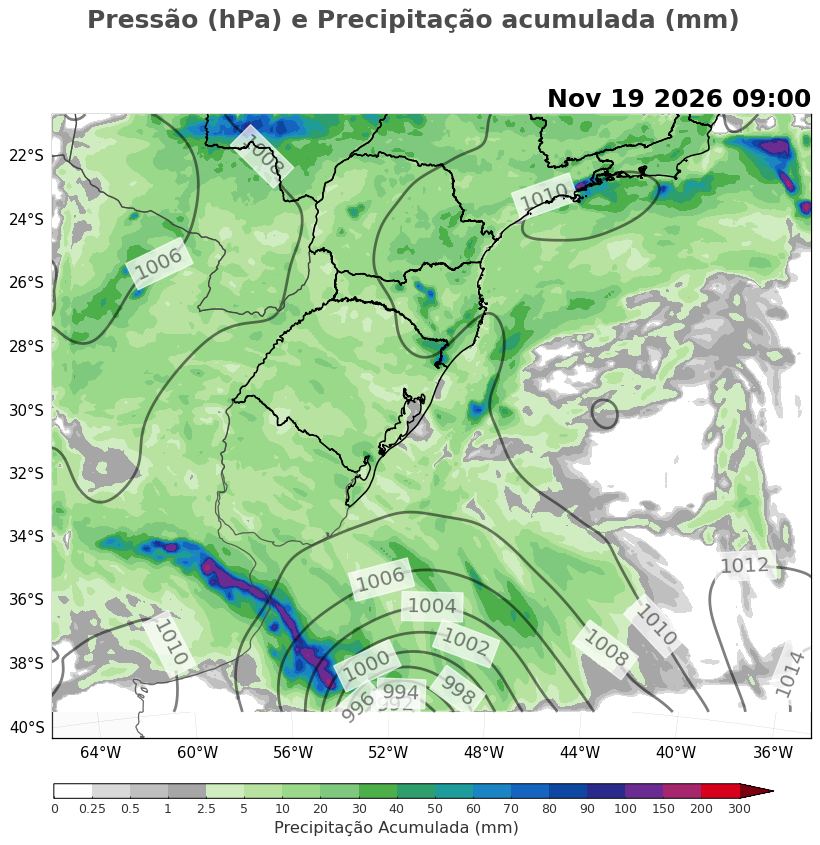 Pressão (hPa) e Precipitação acumulada (mm)
Nov 19 2026 09:00
22°S
24°S
26°S
28°S
30°S
32°S
34°S
36°S
38°S
40°S
1008
1010
1006
1006
1004
1002
1000
998
996
994
992
1008
1010
1010
1012
1014
64°W 60°W 56°W 52°W 48°W 44°W 40°W 36°W
0 0.25 0.5 1 2.5 5 10 20 30 40 50 60 70 80 90 100 150 200 300
Precipitação Acumulada (mm)